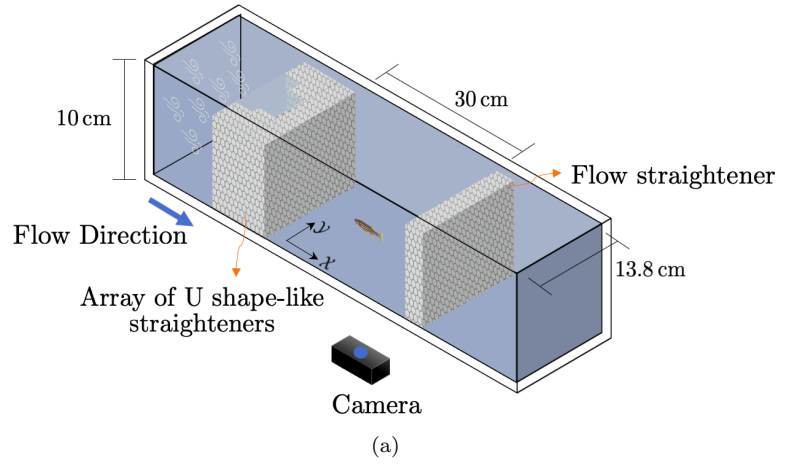 30 cm
10 cm
Flow straightener
Flow Direction
y
x
13.8 cm
Array of U shape-like
straighteners
Camera
(a)